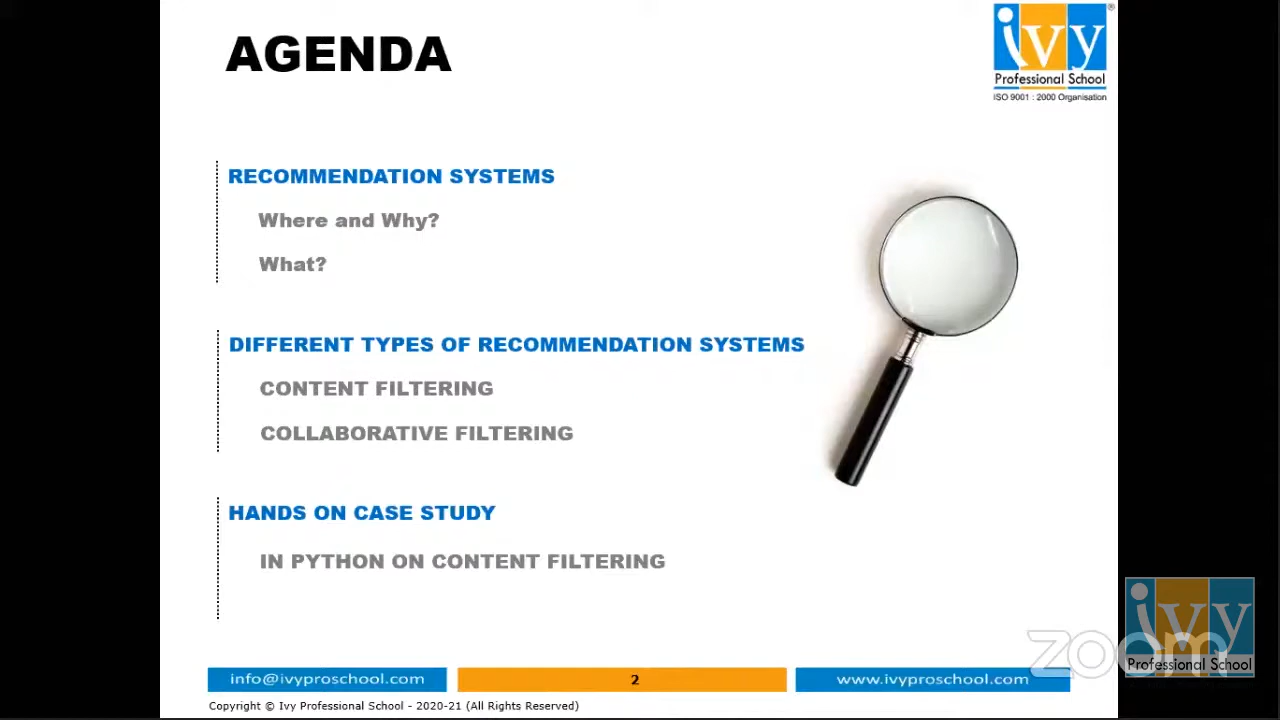 AGENDA
ivy
®
Professional School
ISO 9001 : 2000 Organisation
RECOMMENDATION SYSTEMS
Where and Why?
What?
DIFFERENT TYPES OF RECOMMENDATION SYSTEMS
CONTENT FILTERING
COLLABORATIVE FILTERING
HANDS ON CASE STUDY
IN PYTHON ON CONTENT FILTERING
zoom
ivy
Professional School
info@ivyproschool.com
2
www.ivyproschool.com
Copyright © Ivy Professional School - 2020-21 (All Rights Reserved)